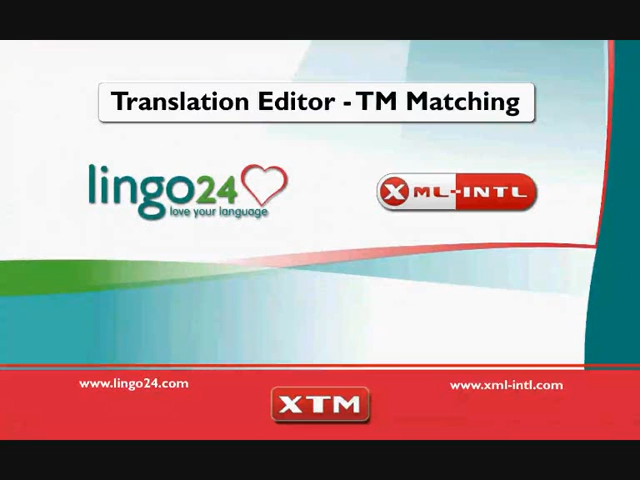 Translation Editor - TM Matching
lingo24
love your language
XML-INTL
www.lingo24.com
www.xml-intl.com
XTM